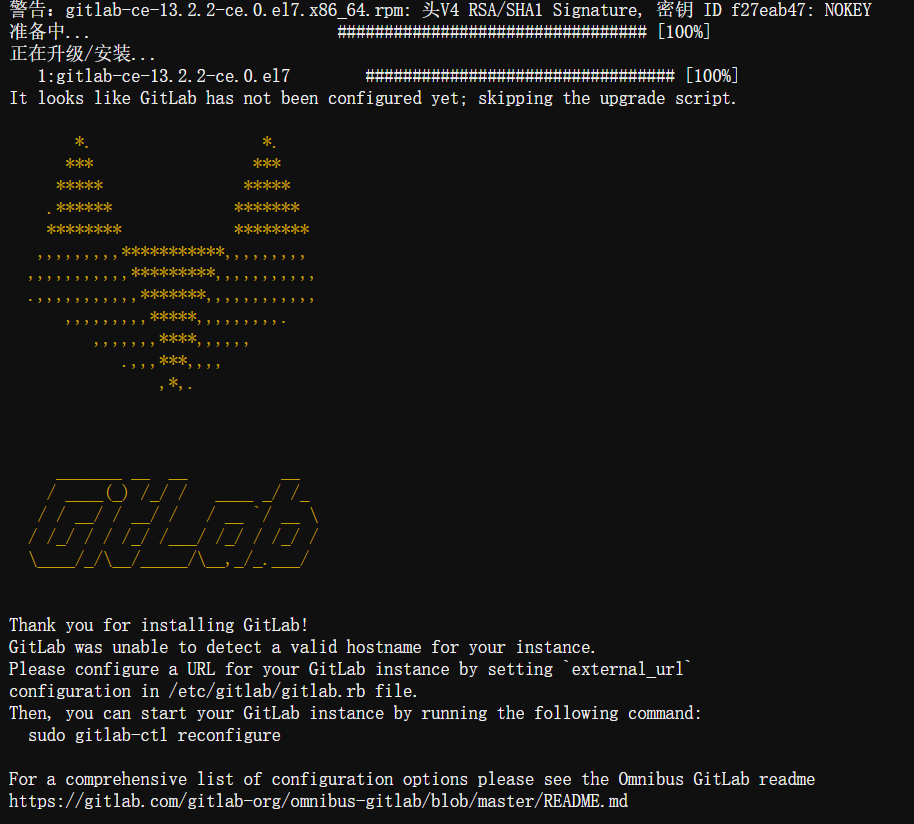 警告：gitlab-ce-13.2.2-ce.0.el7.x86_64.rpm: 头V4 RSA/SHA1 Signature, 密钥 ID f27eab47: NOKEY
准备中...                          ################################# [100%]
正在升级/安装...
   1:gitlab-ce-13.2.2-ce.0.el7        ################################# [100%]
It looks like GitLab has not been configured yet; skipping the upgrade script.

       *.                  *.
      ***                 ***
     *****               *****
    .******             *******
    ********            ********
   ,,,,,,,,,***********,,,,,,,,,
  ,,,,,,,,,,,*********,,,,,,,,,,,
  .,,,,,,,,,,,*******,,,,,,,,,,,,
      ,,,,,,,,,*****,,,,,,,,,.
         ,,,,,,,****,,,,,,
            .,,,***,,,,
                ,*,.

     _______ __  __          __
    / ____(_) /_/ /   ____ _/ /_
   / / __/ / __/ /   / __ `/ __ \
  / /_/ / / /_/ /___/ /_/ / /_/ /
  \____/_/\__/_____/\__,_/_.___/

Thank you for installing GitLab!
GitLab was unable to detect a valid hostname for your instance.
Please configure a URL for your GitLab instance by setting `external_url`
configuration in /etc/gitlab/gitlab.rb file.
Then, you can start your GitLab instance by running the following command:
  sudo gitlab-ctl reconfigure

For a comprehensive list of configuration options please see the Omnibus GitLab readme
https://gitlab.com/gitlab-org/omnibus-gitlab/blob/master/README.md